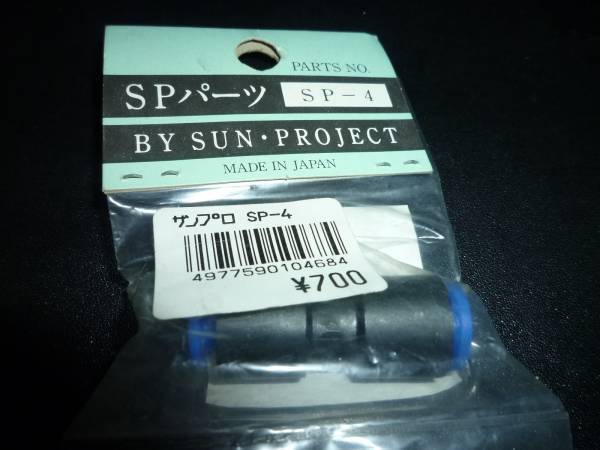 PARTS NO.
SPパーツ SP-4
BY SUN・PROJECT
MADE IN JAPAN
サンプロ SP-4
4977590104684
¥700